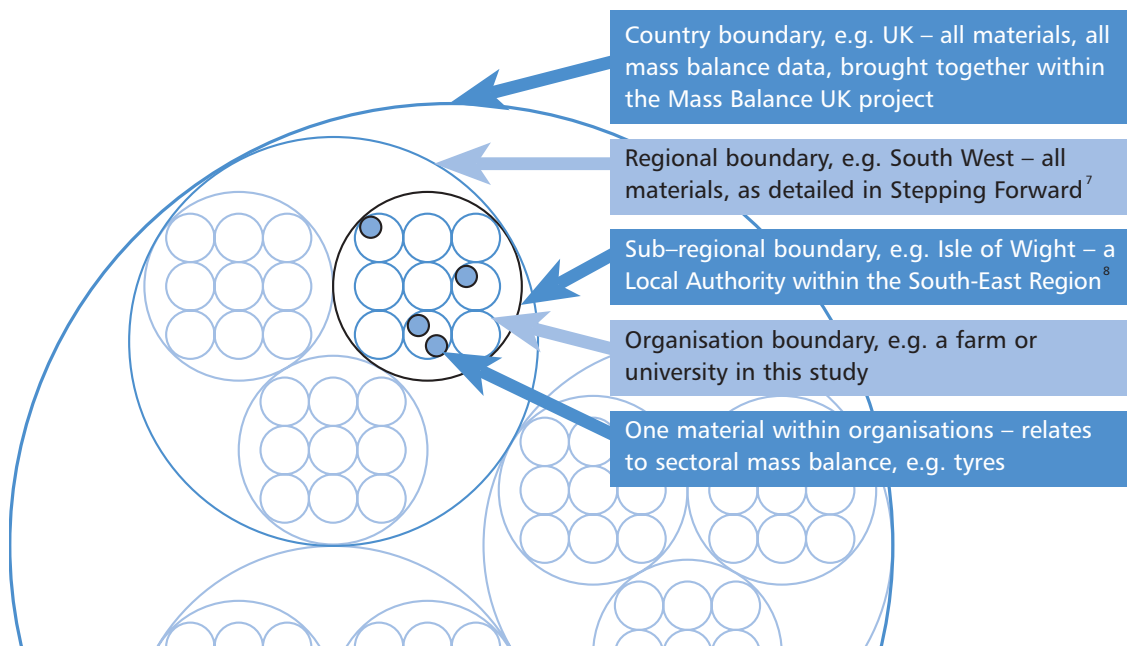 Country boundary, e.g. UK – all materials, all
mass balance data, brought together within
the Mass Balance UK project
Regional boundary, e.g. South West – all
materials, as detailed in Stepping Forward7
Sub–regional boundary, e.g. Isle of Wight – a
Local Authority within the South-East Region8
Organisation boundary, e.g. a farm or
university in this study
One material within organisations – relates
to sectoral mass balance, e.g. tyres